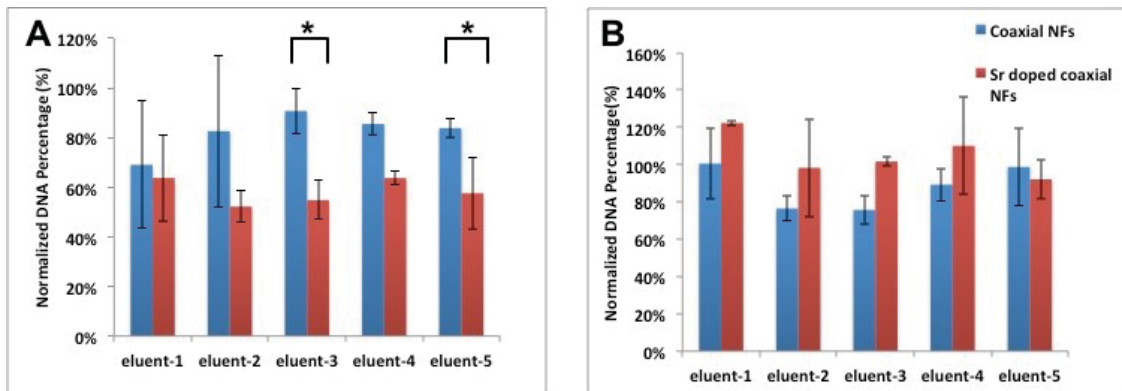 A
* *
Normalized DNA Percentage (%)
120%
100%
80%
60%
40%
20%
0%
eluent-1 eluent-2 eluent-3 eluent-4 eluent-5
B
Coaxial NFs
Sr doped coaxial
NFs
Normalized DNA Percentage(%)
160%
140%
120%
100%
80%
60%
40%
20%
0%
eluent-1 eluent-2 eluent-3 eluent-4 eluent-5